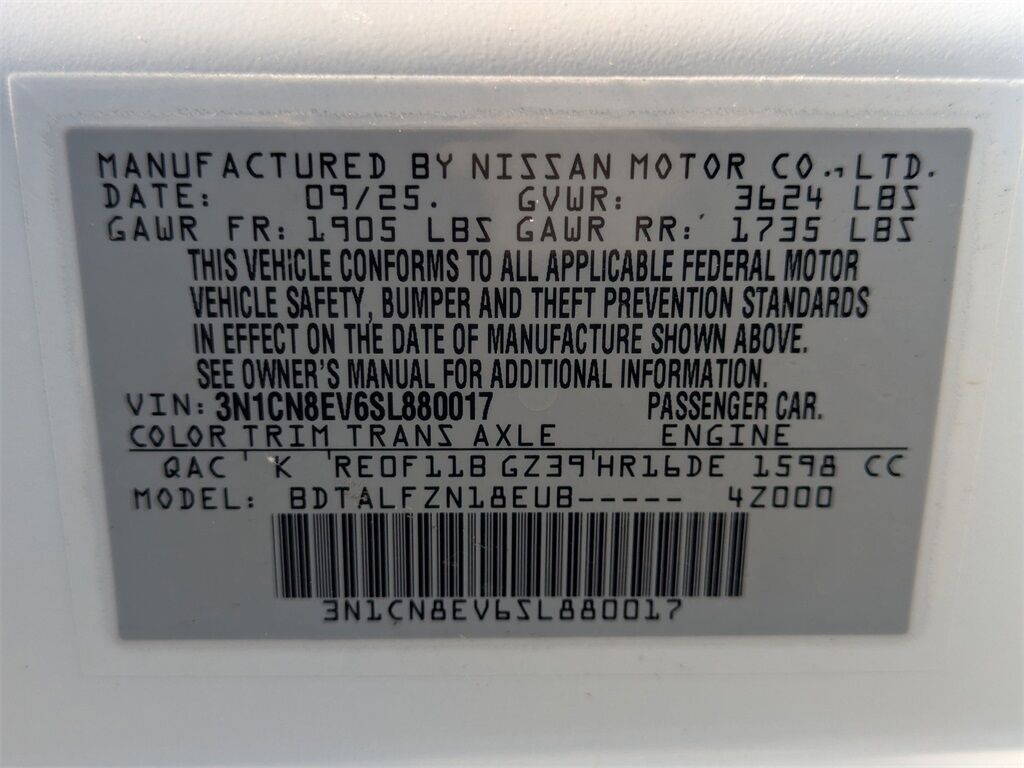 MANUFACTURED BY NISSAN MOTOR CO., LTD.
DATE: 09/25. GVWR: 3624 LBS
GAWR FR: 1905 LBS GAWR RR: 1735 LBS
THIS VEHICLE CONFORMS TO ALL APPLICABLE FEDERAL MOTOR
VEHICLE SAFETY, BUMPER AND THEFT PREVENTION STANDARDS
IN EFFECT ON THE DATE OF MANUFACTURE SHOWN ABOVE.
SEE OWNER'S MANUAL FOR ADDITIONAL INFORMATION.
VIN: 3N1CN8EV6SL880017 PASSENGER CAR.
COLOR TRIM TRANS AXLE ENGINE
QAC ' K ' RE0F11B GZ39 ' HR16DE 1598 CC
MODEL: BDTALFZN18EUB----- 4Z000
3N1CN8EV6SL880017